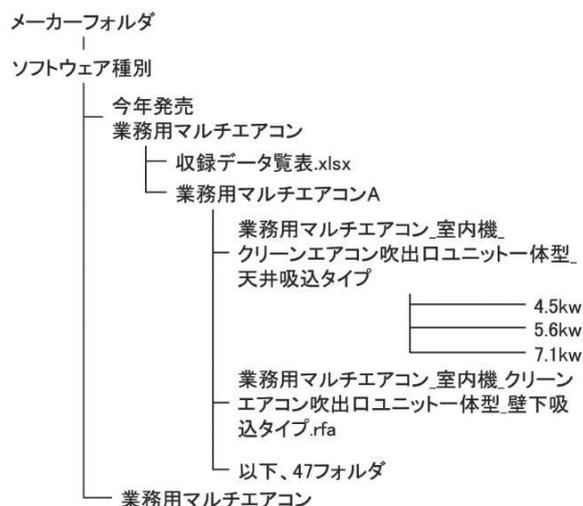 メーカーフォルダ
ソフトウェア種別
今年発売
業務用マルチエアコン
収録データ覧表.xlsx
業務用マルチエアコンA
業務用マルチエアコン_室内機_
クリーンエアコン吹出口ユニット一体型_
天井吸込タイプ
4.5kw
5.6kw
7.1kw
業務用マルチエアコン_室内機_クリーン
エアコン吹出口ユニット一体型_壁下吸
込タイプ.rfa
以下、47フォルダ
業務用マルチエアコン